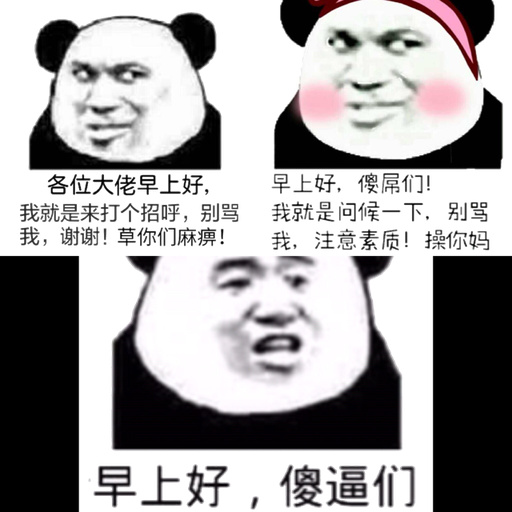 各位大佬早上好,
我就是来打个招呼，别骂
我，谢谢！草你们麻痹！
早上好，傻屌们！
我就是问候一下，别骂
我，注意素质！操你妈
早上好，傻逼们